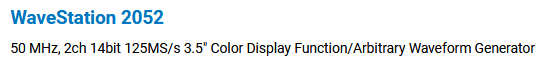 WaveStation 2052
50 MHz, 2ch 14bit 125MS/s 3.5" Color Display Function/Arbitrary Waveform Generator